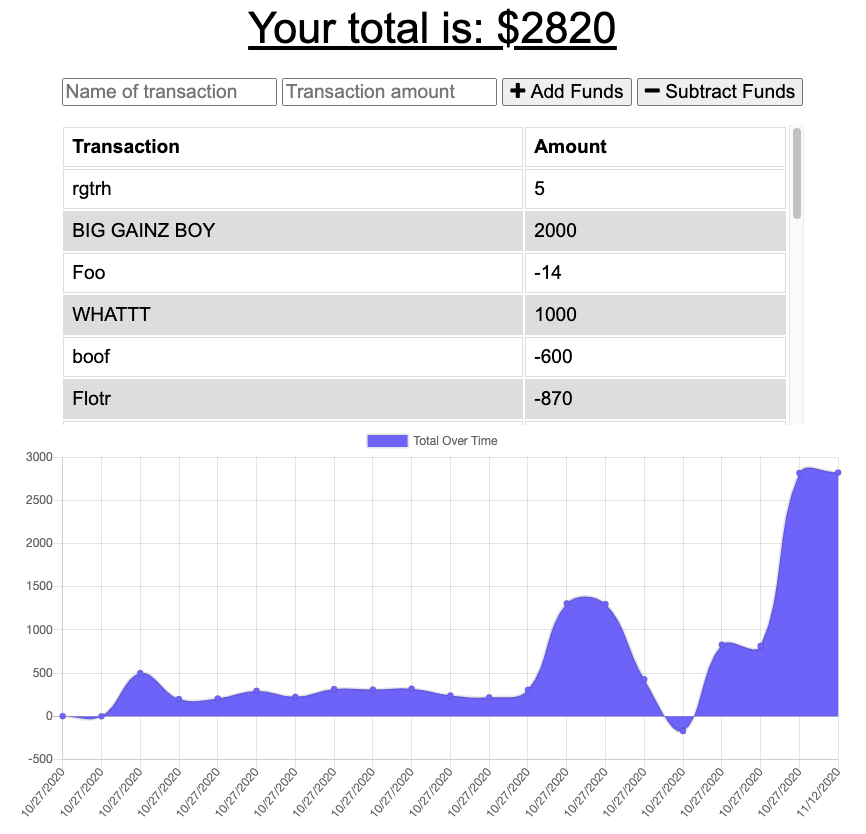 Your total is: $2820
Name of transaction Transaction amount + Add Funds − Subtract Funds
Transaction Amount
rgtrh 5
BIG GAINZ BOY 2000
Foo -14
WHATTT 1000
boof -600
Flotr -870
Total Over Time
3000
2500
2000
1500
1000
500
0
-500
10/27/2020 10/27/2020 10/27/2020 10/27/2020 10/27/2020 10/27/2020 10/27/2020 10/27/2020 10/27/2020 10/27/2020 10/27/2020 10/27/2020 10/27/2020 10/27/2020 10/27/2020 10/27/2020 10/27/2020 10/27/2020 10/27/2020 10/27/2020 11/12/2020